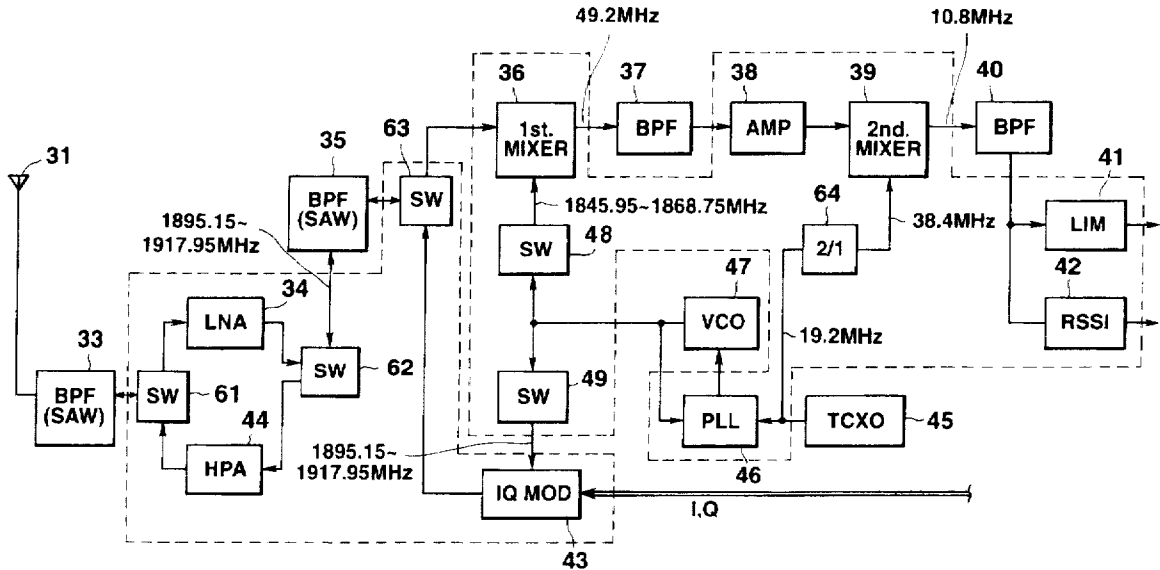 49.2MHz
10.8MHz
36
37
38
39
40
1st.
MIXER
BPF
AMP
2nd.
MIXER
BPF
63
35
31
BPF
(SAW)
SW
41
LIM
1845.95~1868.75MHz
64
2/1
38.4MHz
1895.15~
1917.95MHz
SW
48
47
VCO
42
RSSI
34
LNA
19.2MHz
33
BPF
(SAW)
SW
61
SW
62
SW
49
PLL
46
TCXO
45
44
HPA
1895.15~
1917.95MHz
IQ MOD
43
I,Q